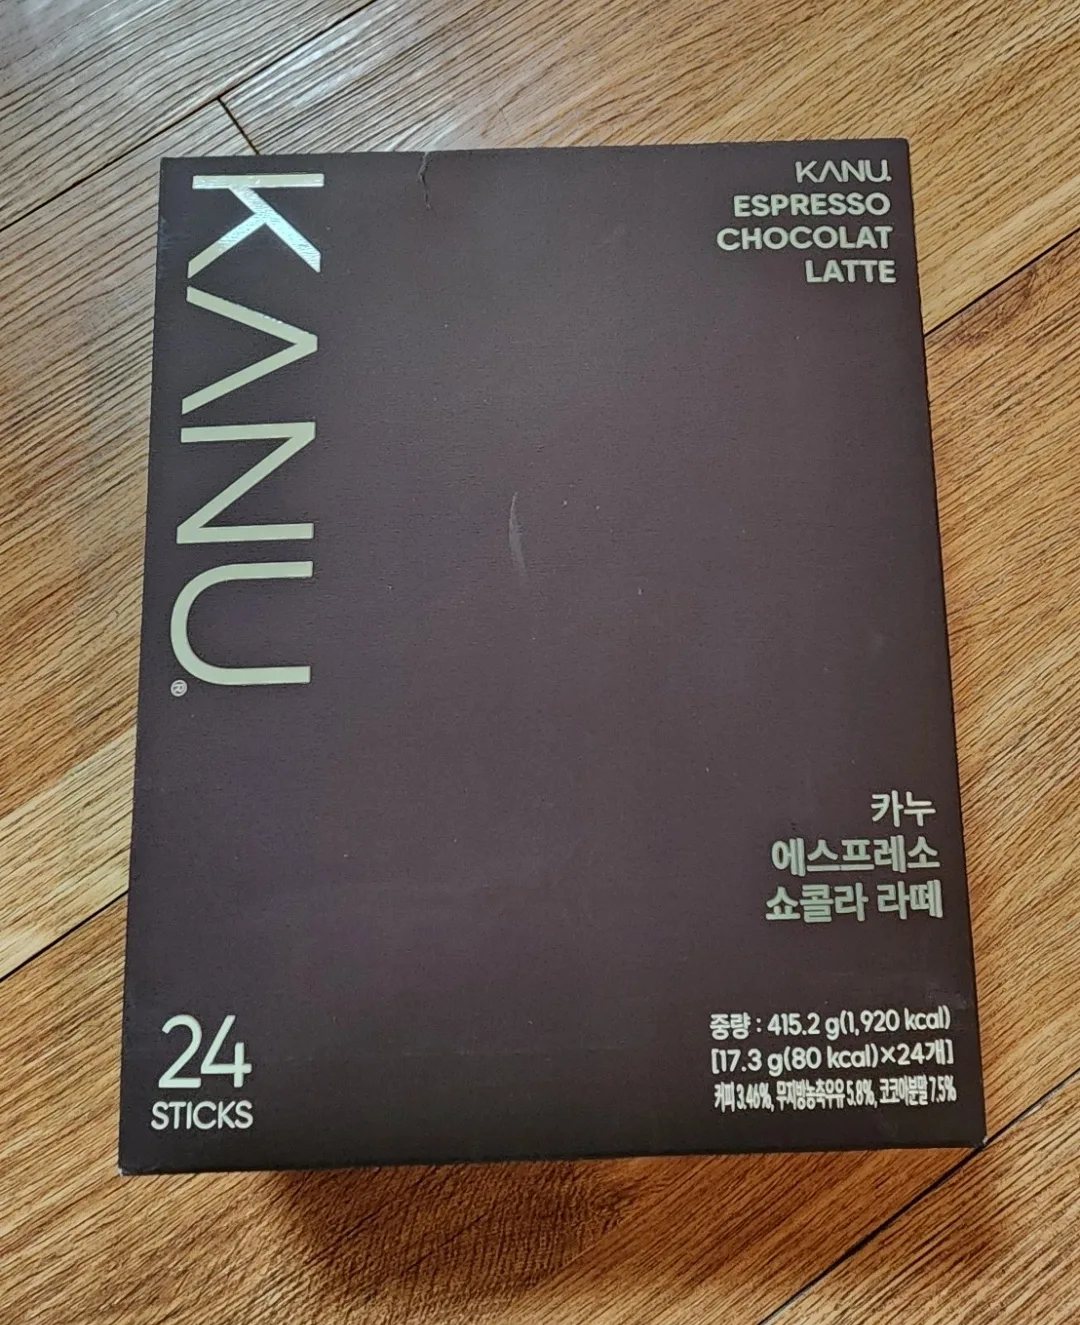 KANU®
KANU.
ESPRESSO
CHOCOLAT
LATTE
카누
에스프레소
쇼콜라 라떼
24
STICKS
중량 : 415.2 g(1,920 kcal)
[17.3 g(80 kcal)×24개]
커피 3.46%, 무지방농축우유 5.8%, 코코아분말 7.5%